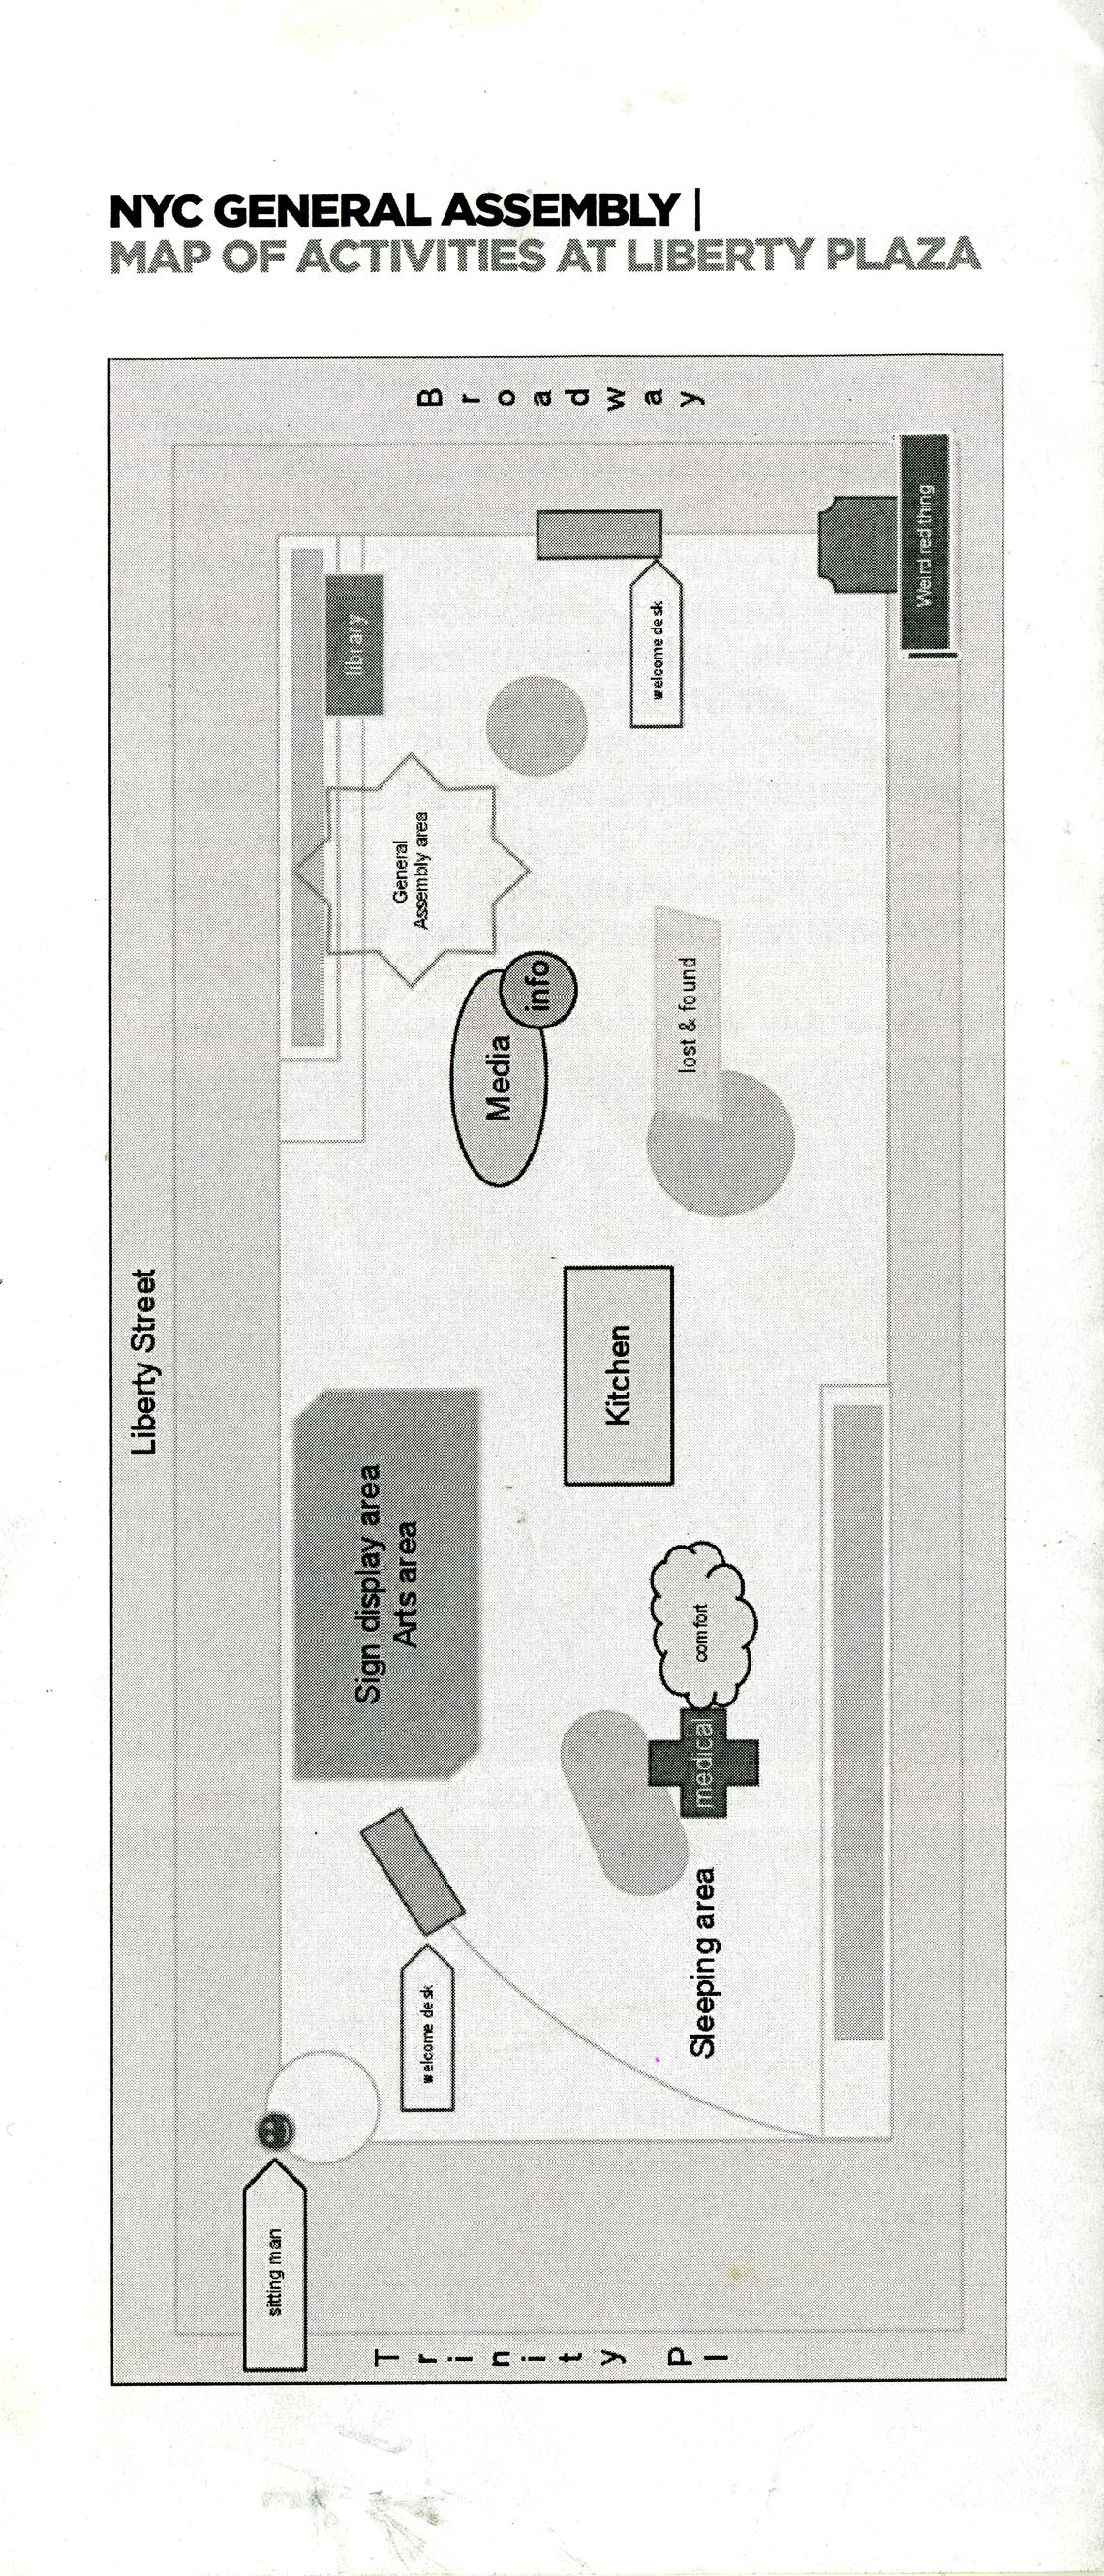 NYC GENERAL ASSEMBLY |
MAP OF ACTIVITIES AT LIBERTY PLAZA
Broadway
Weird red thing
library
welcome desk
General
Assembly area
info
Media
lost & found
Liberty Street
Kitchen
Sign display area
Arts area
comfort
medical
Sleeping area
welcome desk
sitting man
Trinity Pl